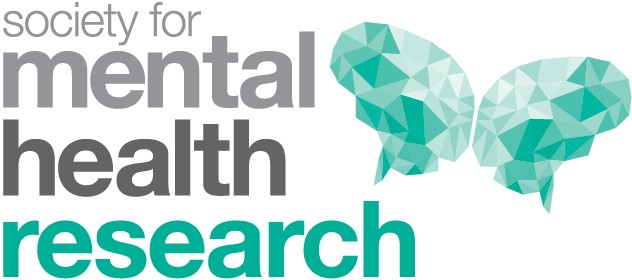 society for
mental
health
research